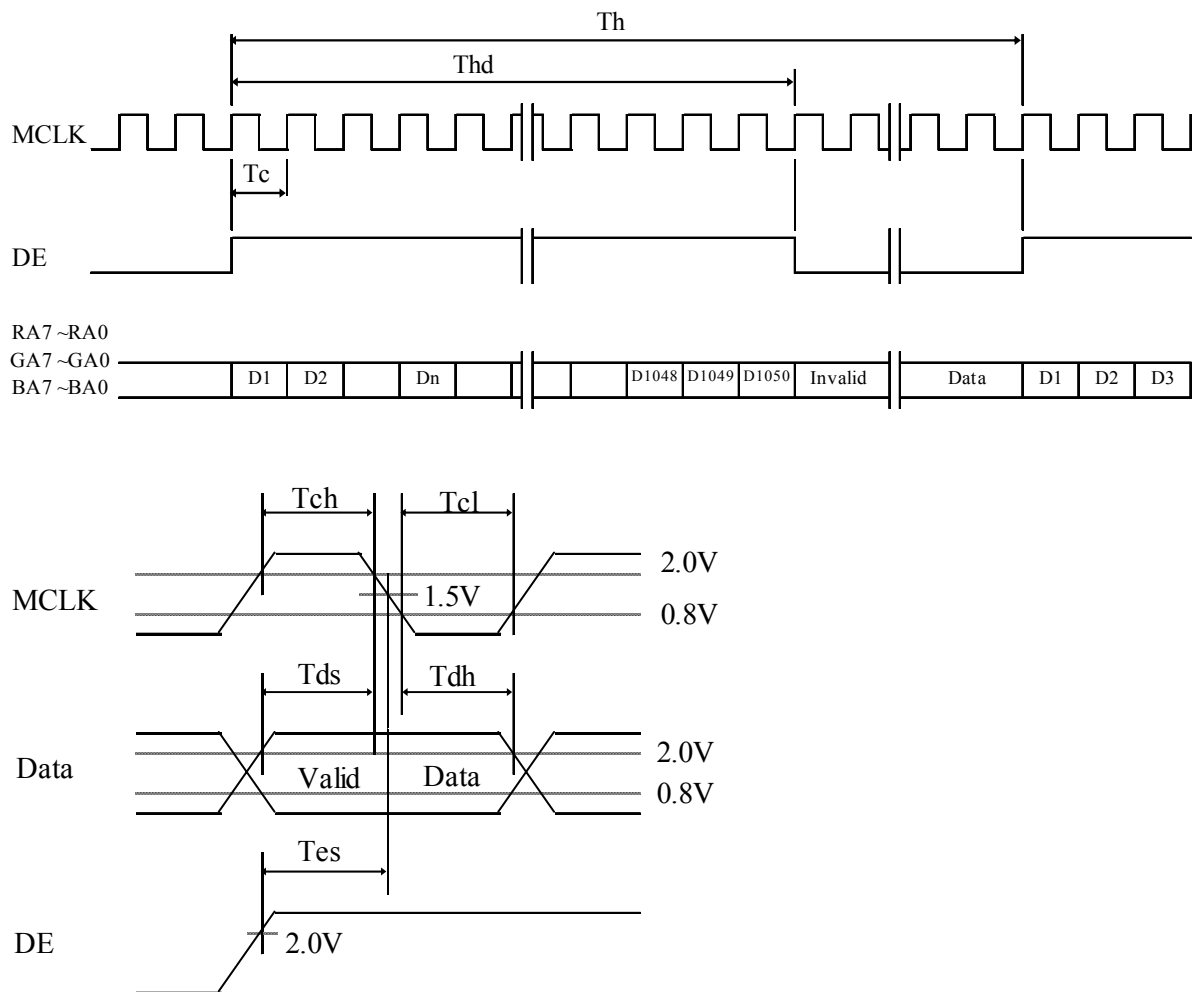 Th
Thd
MCLK
Tc
DE
RA7 ~RA0
GA7 ~GA0
BA7 ~BA0
D1 D2 Dn D1048 D1049 D1050 Invalid Data D1 D2 D3
Tch Tcl
MCLK
2.0V
1.5V
0.8V
Tds Tdh
Data
2.0V
Valid Data
0.8V
Tes
DE
2.0V